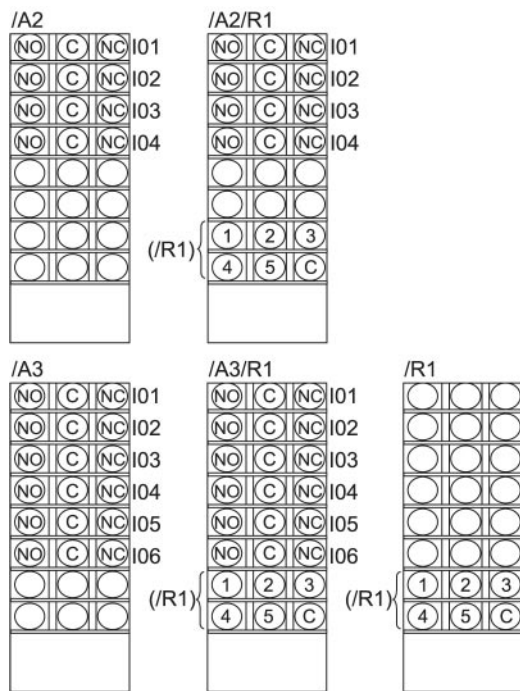 /A2
NO C NC I01
NO C NC I02
NO C NC I03
NO C NC I04
/A2/R1
NO C NC I01
NO C NC I02
NO C NC I03
NO C NC I04
(/R1)
1 2 3
4 5 C
/A3
NO C NC I01
NO C NC I02
NO C NC I03
NO C NC I04
NO C NC I05
NO C NC I06
/A3/R1
NO C NC I01
NO C NC I02
NO C NC I03
NO C NC I04
NO C NC I05
NO C NC I06
(/R1)
1 2 3
4 5 C
/R1
(/R1)
1 2 3
4 5 C